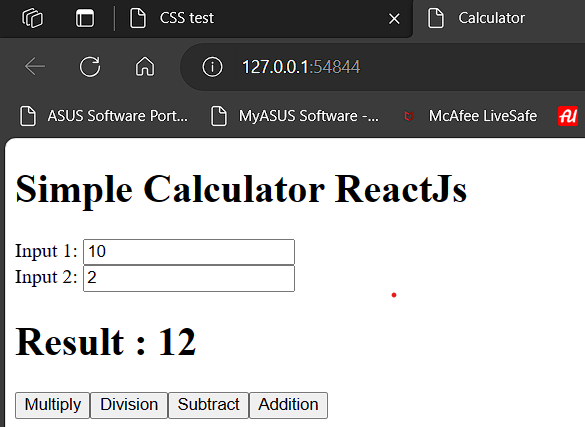 CSS test
Calculator
127.0.0.1:54844
ASUS Software Port... MyASUS Software -... McAfee LiveSafe
Simple Calculator ReactJs
Input 1: 10
Input 2: 2
Result : 12
Multiply Division Subtract Addition